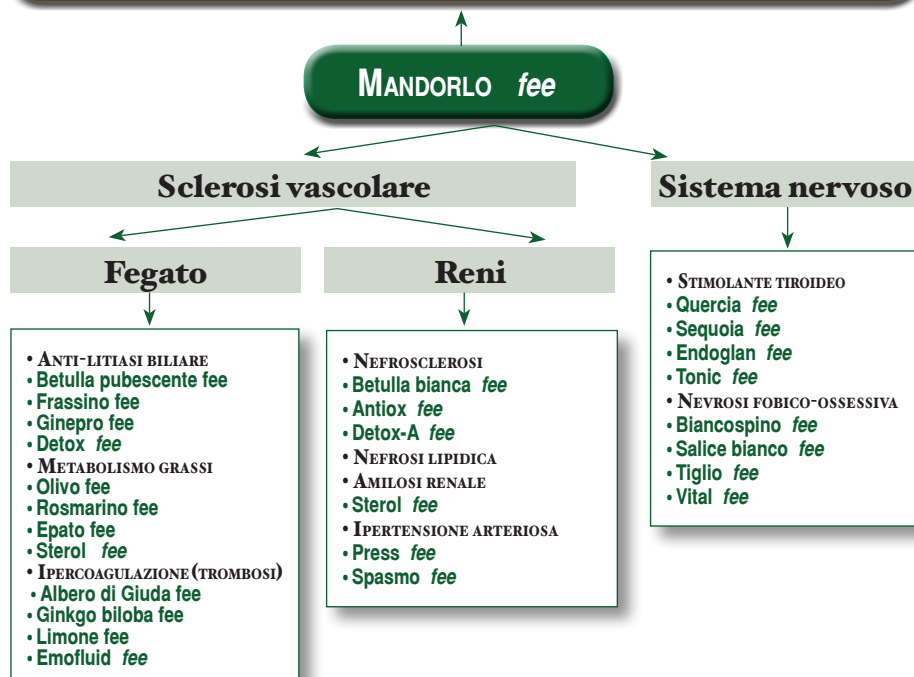 MANDORLO fee
Sclerosi vascolare
Sistema nervoso
Fegato
Reni
• ANTI-LITIASI BILIARE
• Betulla pubescente fee
• Frassino fee
• Ginepro fee
• Detox fee
• METABOLISMO GRASSI
• Olivo fee
• Rosmarino fee
• Epato fee
• Sterol fee
• IPERCOAGULAZIONE (TROMBOSI)
• Albero di Giuda fee
• Ginkgo biloba fee
• Limone fee
• Emofluid fee
• NEFROSCLEROSI
• Betulla bianca fee
• Antiox fee
• Detox-A fee
• NEFROSI LIPIDICA
• AMILOSI RENALE
• Sterol fee
• IPERTENSIONE ARTERIOSA
• Press fee
• Spasmo fee
• STIMOLANTE TIROIDEO
• Quercia fee
• Sequoia fee
• Endoglan fee
• Tonic fee
• NEVROSI FOBICO-OSSESSIVA
• Biancospino fee
• Salice bianco fee
• Tiglio fee
• Vital fee